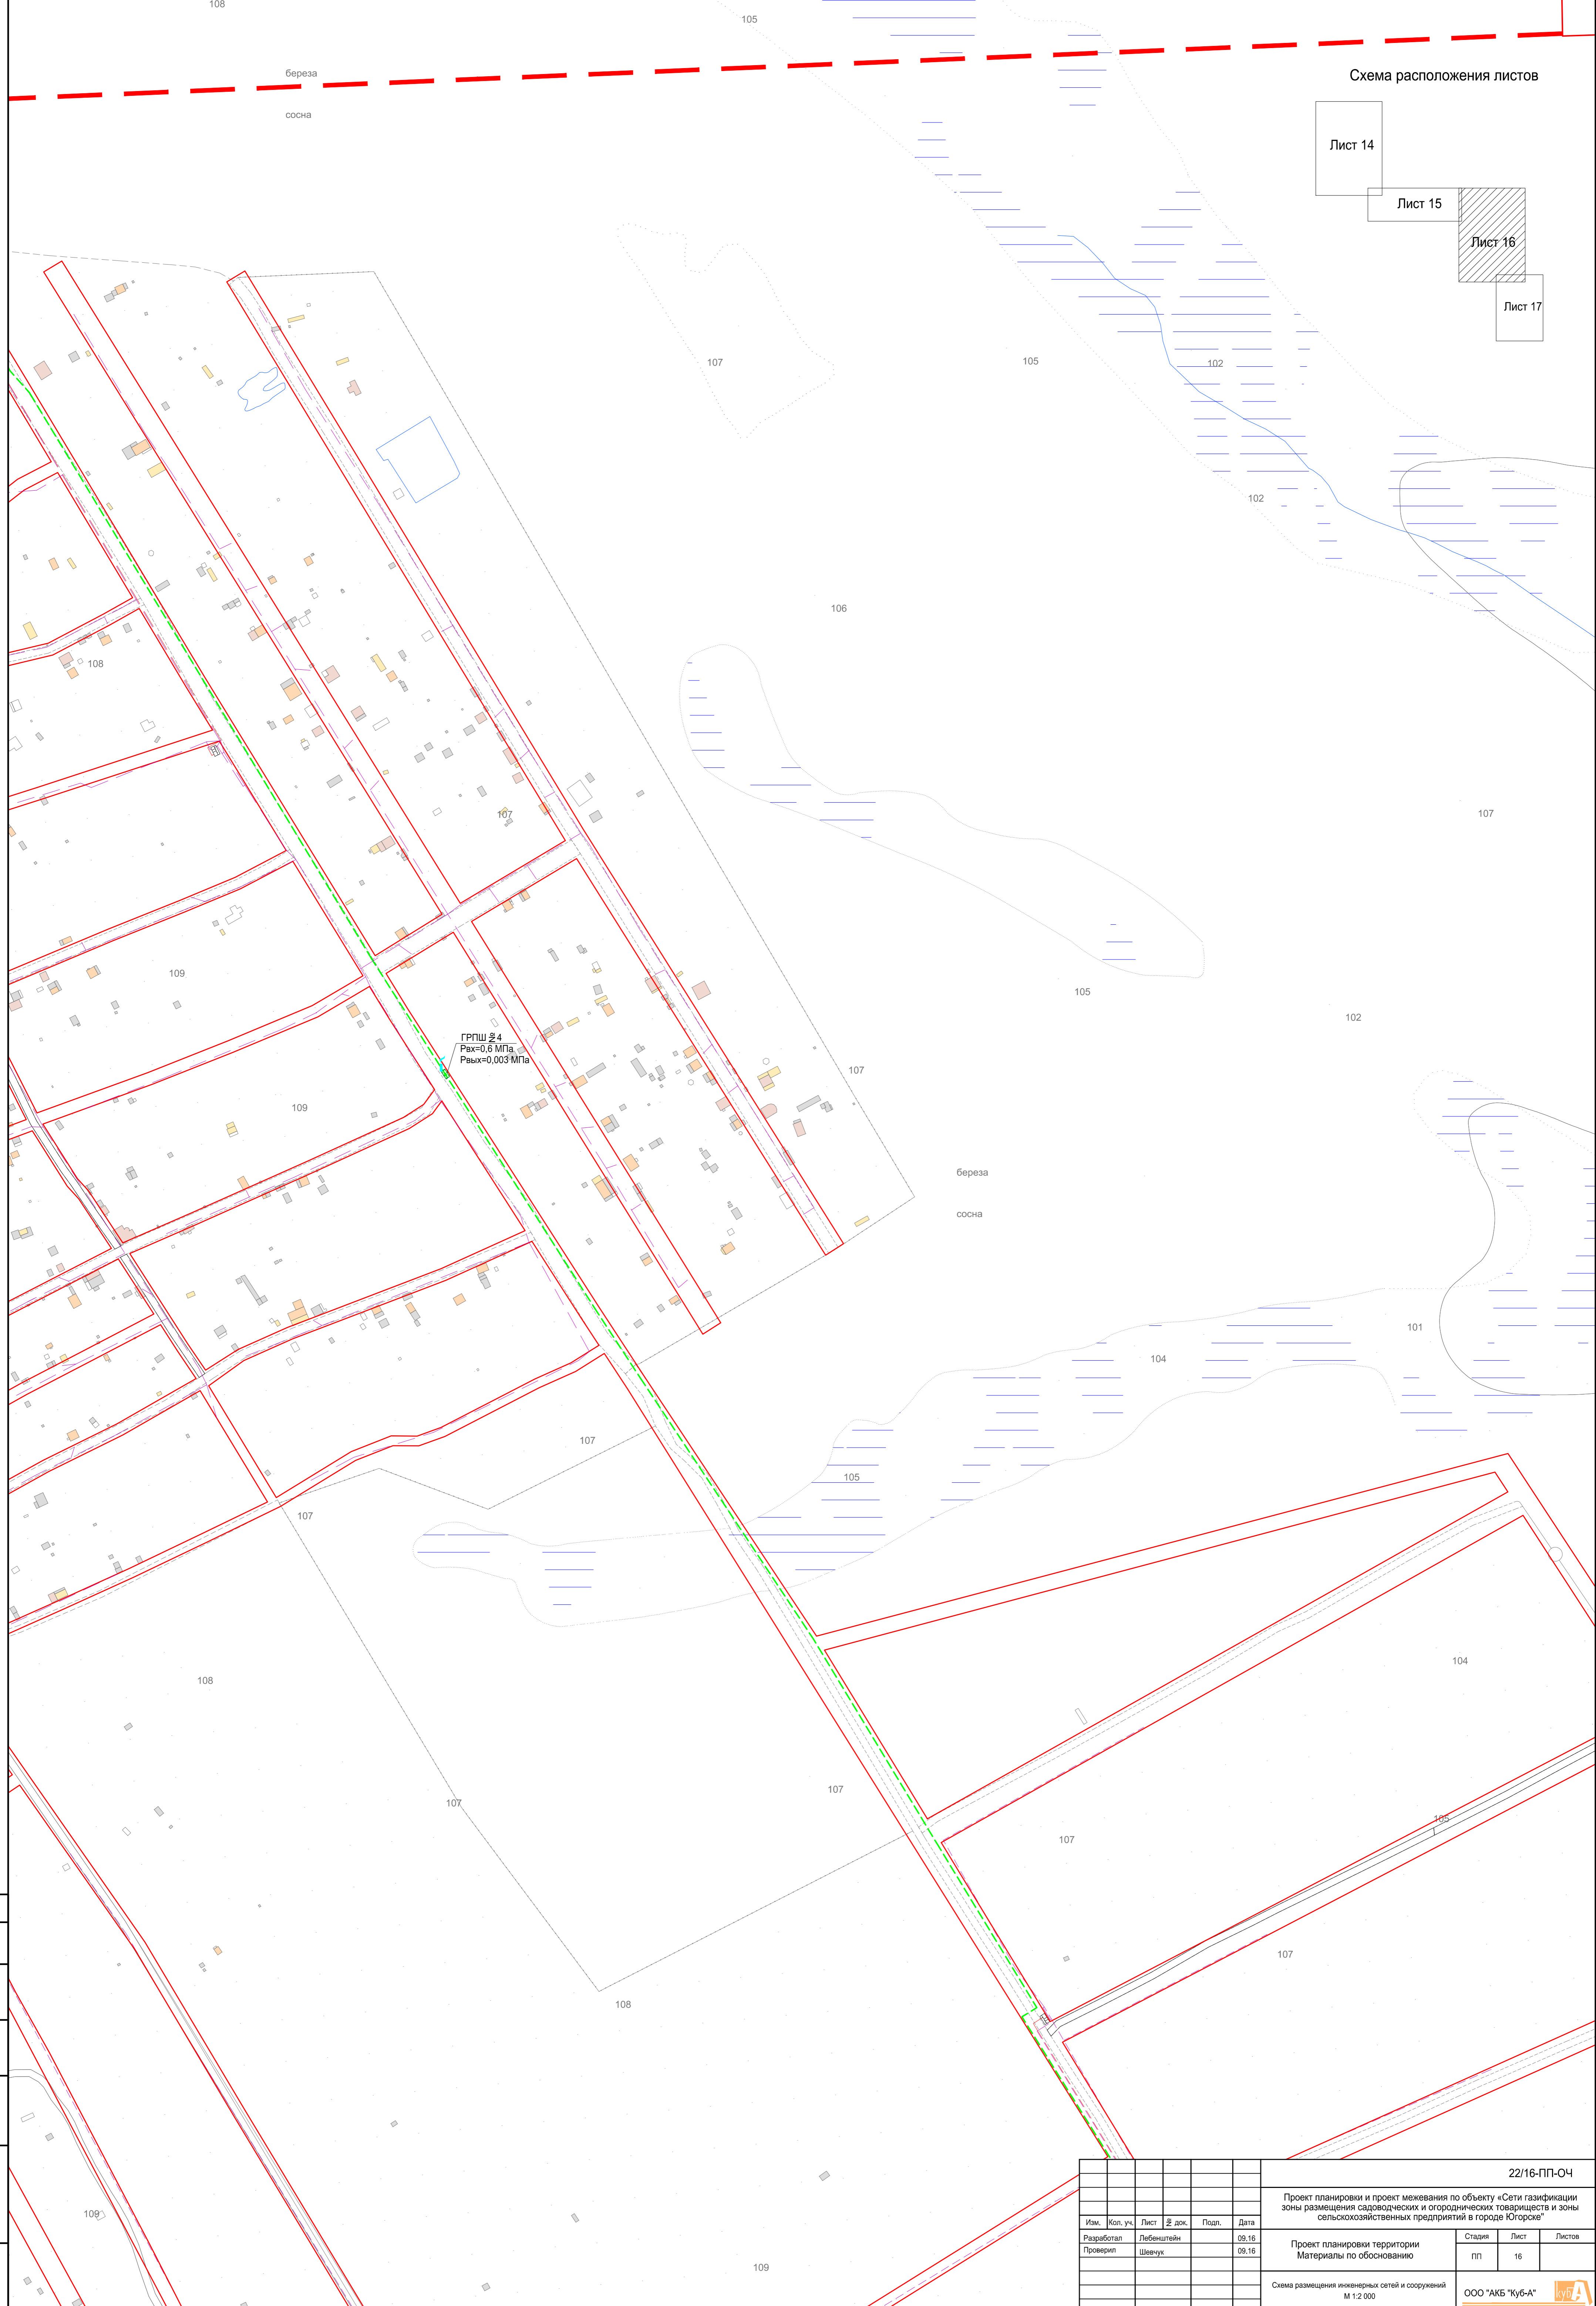 108
105
береза
сосна
Схема расположения листов
Лист 14
Лист 15
Лист 16
Лист 17
107
105
102
102
106
108
107
107
109
105
102
ГРПШ № 4
Рвх=0,6 МПа
Рвых=0,003 МПа
107
109
береза
сосна
101
104
107
105
107
104
108
107
107
105
107
107
108
109
109
22/16-ПП-ОЧ
Проект планировки и проект межевания по объекту «Сети газификации
зоны размещения садоводческих и огороднических товариществ и зоны
сельскохозяйственных предприятий в городе Югорске"
Изм. Кол. уч. Лист № док. Подп. Дата
Разработал Лебенштейн 09.16
Проверил Шевчук 09.16
Проект планировки территории
Материалы по обоснованию
Стадия Лист Листов
ПП 16
Схема размещения инженерных сетей и сооружений
М 1:2 000
ООО "АКБ "Куб-А"
куб А